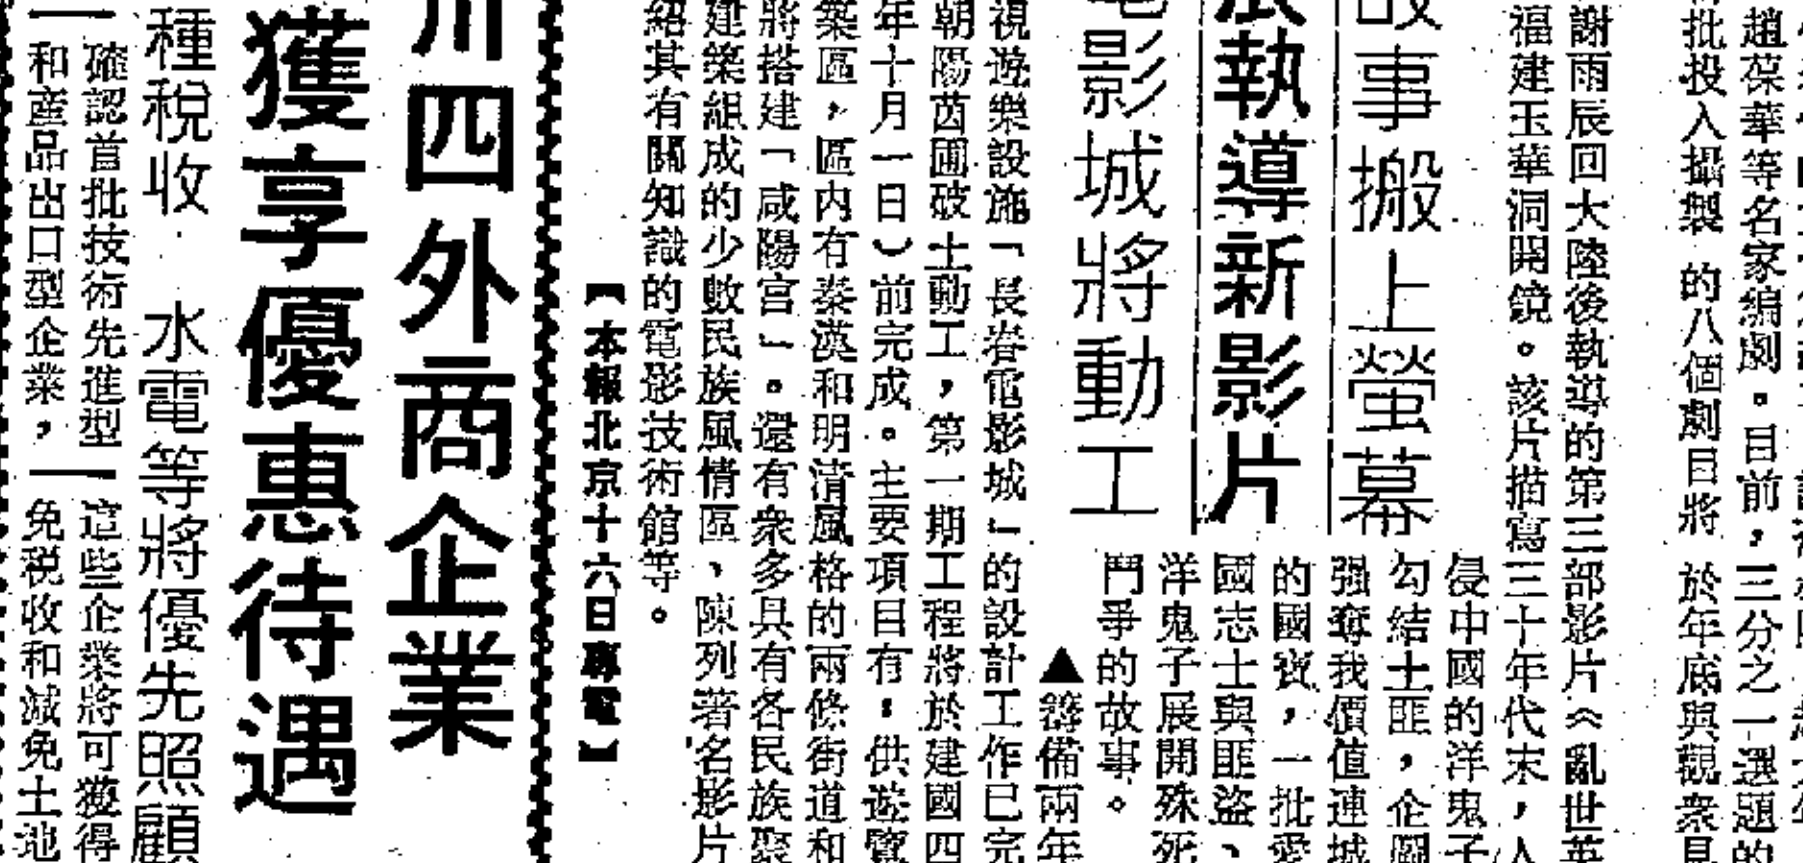 趙葆華等名家編劇。目前，三分之一選題的
批投入攝製的八個劇目將於年底與觀衆見
謝雨辰回大陸後執導的第三部影片《亂世英
福建玉華洞開鏡。該片描寫三十年代末，人
侵中國的洋鬼子
勾結土匪，企圖
强奪我價值連城
的國寶，一批愛
國志士與匪盜、
洋鬼子展開殊死
鬥爭的故事。
故事搬上螢幕
執導新影片
電影城將動工
▲籌備兩年
視遊樂設施「長春電影城」的設計工作已完
朝陽茵圃破土動工，第一期工程將於建國四
年十月一日）前完成。主要項目有：供遊覽
築區，區内有秦漢和明清風格的兩條街道和
將搭建「咸陽宫」。還有衆多具有各民族聚
建築組成的少數民族風情區，陳列著名影片
紹其有關知識的電影技術館等。
川四外商企業
獲享優惠待遇
種稅收 水電等將優先照顧
【本報北京十六日專電】
確認首批技術先進型
和産品出口型企業，
這些企業將可獲得
免税收和減免土地